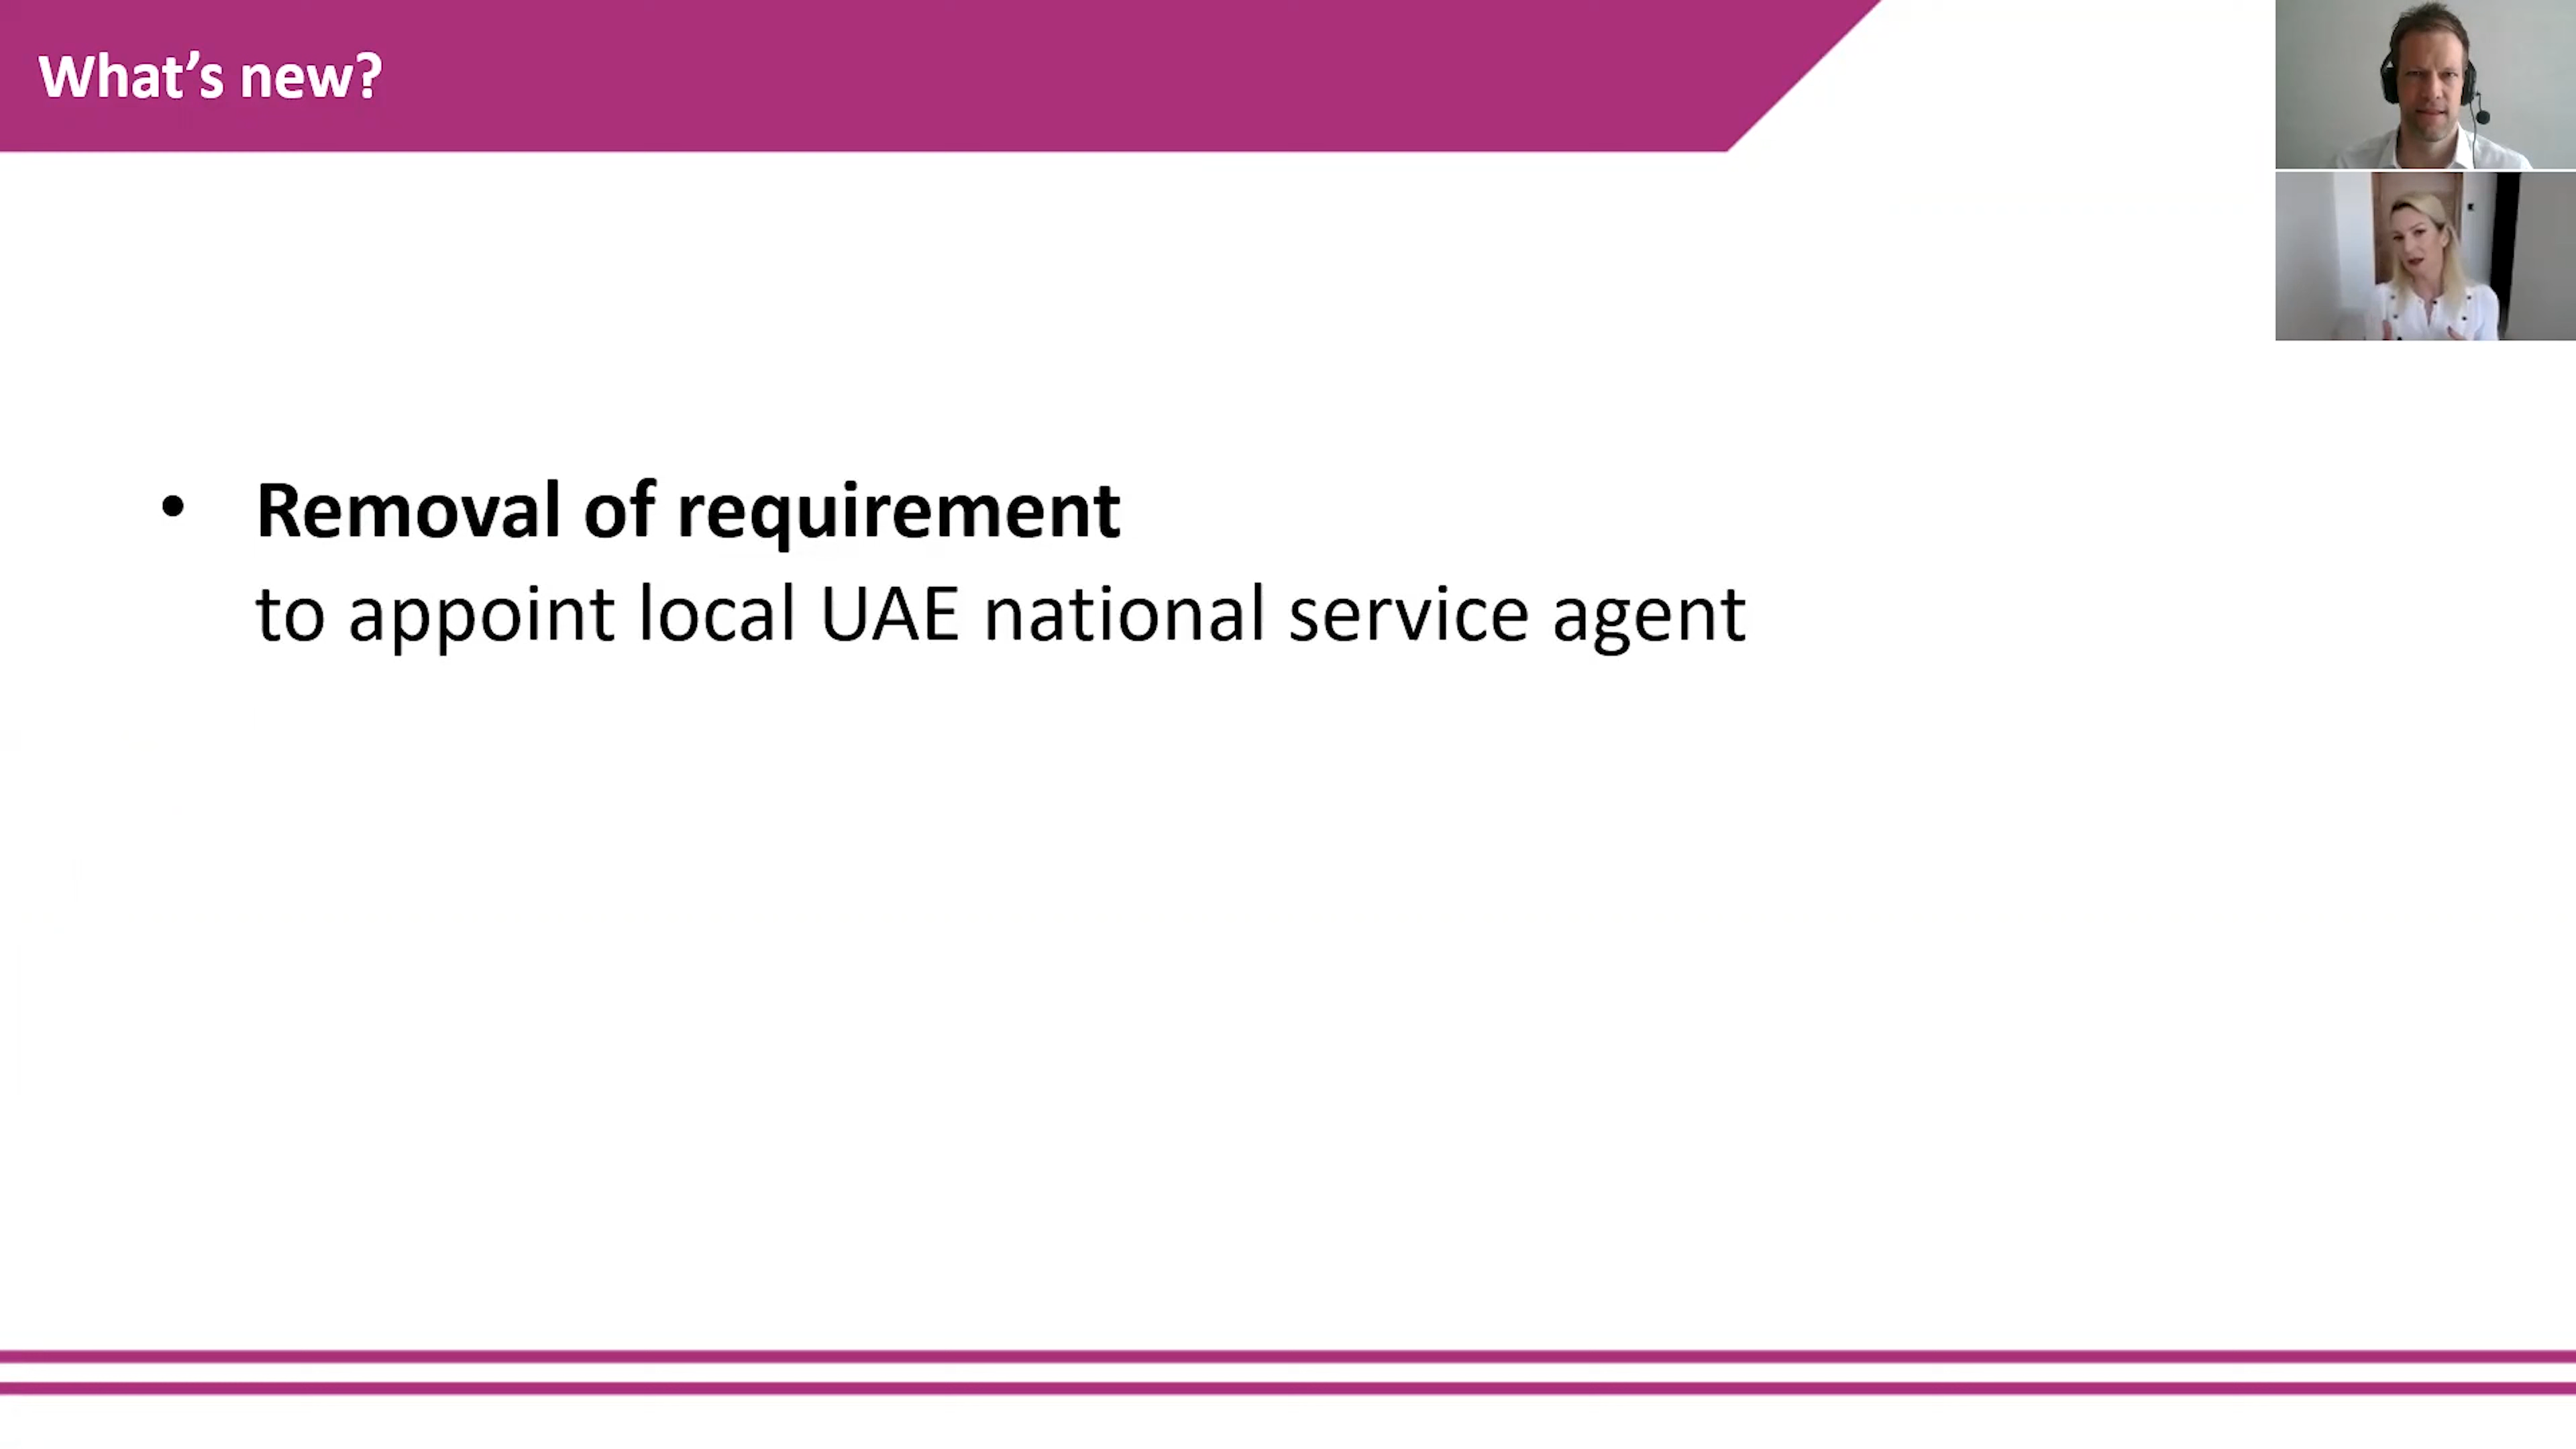 What’s new?
• Removal of requirement
to appoint local UAE national service agent